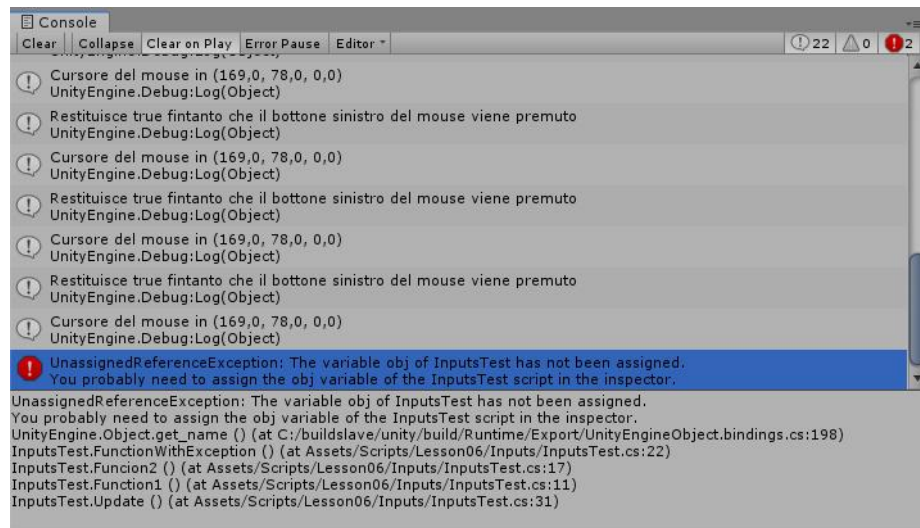 Console
Clear Collapse Clear on Play Error Pause Editor 22 0 2
Cursore del mouse in (169,0, 78,0, 0,0)
UnityEngine.Debug:Log(Object)
Restituisce true fintanto che il bottone sinistro del mouse viene premuto
UnityEngine.Debug:Log(Object)
Cursore del mouse in (169,0, 78,0, 0,0)
UnityEngine.Debug:Log(Object)
Restituisce true fintanto che il bottone sinistro del mouse viene premuto
UnityEngine.Debug:Log(Object)
Cursore del mouse in (169,0, 78,0, 0,0)
UnityEngine.Debug:Log(Object)
Restituisce true fintanto che il bottone sinistro del mouse viene premuto
UnityEngine.Debug:Log(Object)
Cursore del mouse in (169,0, 78,0, 0,0)
UnityEngine.Debug:Log(Object)
UnassignedReferenceException: The variable obj of InputsTest has not been assigned.
You probably need to assign the obj variable of the InputsTest script in the inspector.
UnassignedReferenceException: The variable obj of InputsTest has not been assigned.
You probably need to assign the obj variable of the InputsTest script in the inspector.
UnityEngine.Object.get_name () (at C:/buildslave/unity/build/Runtime/Export/UnityEngineObject.bindings.cs:198)
InputsTest.FunctionWithException () (at Assets/Scripts/Lesson06/Inputs/InputsTest.cs:22)
InputsTest.Funcion2 () (at Assets/Scripts/Lesson06/Inputs/InputsTest.cs:17)
InputsTest.Function1 () (at Assets/Scripts/Lesson06/Inputs/InputsTest.cs:11)
InputsTest.Update () (at Assets/Scripts/Lesson06/Inputs/InputsTest.cs:31)